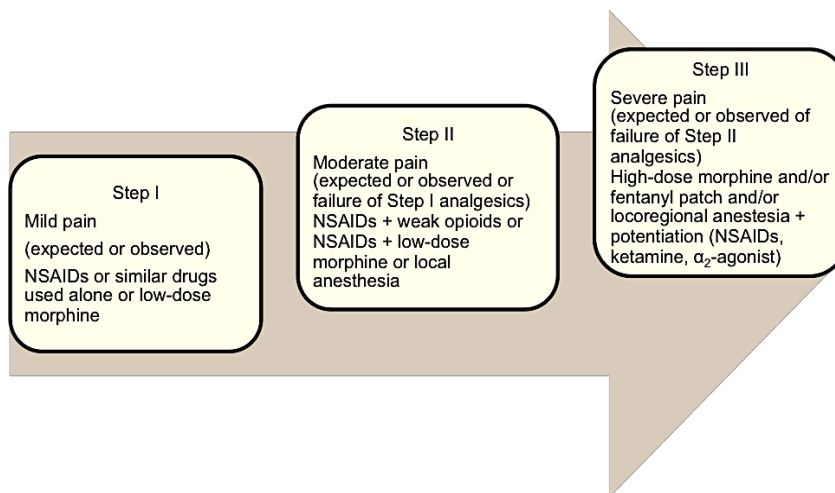 Step I
Mild pain
(expected or observed)
NSAIDs or similar drugs
used alone or low-dose
morphine
Step II
Moderate pain
(expected or observed or
failure of Step I analgesics)
NSAIDs + weak opioids or
NSAIDs + low-dose
morphine or local
anesthesia
Step III
Severe pain
(expected or observed of
failure of Step II
analgesics)
High-dose morphine and/or
fentanyl patch and/or
locoregional anestesia +
potentiation (NSAIDs,
ketamine, α₂-agonist)